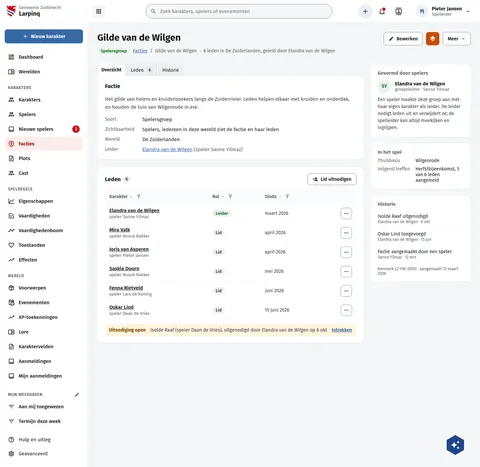 Gemeente Zuiddrecht
Larpinq
+ Nieuw karakter
Dashboard
Werelden
KARAKTERS
Karakters
Spelers
Nieuwe spelers
Facties
Plots
Cast
SPELREGELS
Eigenschappen
Vaardigheden
Vaardighedenboom
Toestanden
Effecten
WERELD
Voorwerpen
Evenementen
XP-toekenningen
Lore
Karaktervelden
Aanmeldingen
Mijn aanmeldingen
MIJN WEERGAVEN
Aan mij toegewezen
Termijn deze week
Hulp en uitleg
Geavanceerd
Zoek karakters, spelers of evenementen
PJ
Pieter Jansen
Spelleider
Gilde van de Wilgen
Spelersgroep Facties / Gilde van de Wilgen · 6 leden in De Zuiderlanden, geleid door Elandra van de Wilgen
Bewerken
Meer
Overzicht Leden 6 Historie
Factie
Het gilde van helers en kruidenzoekers langs de Zuiderrivier. Leden helpen elkaar met kruiden en onderdak,
en houden de tuin van Wilgenrode in ere.
Soort Spelersgroep
Zichtbaarheid Spelers, iedereen in deze wereld ziet de factie en haar leden
Wereld De Zuiderlanden
Leider Elandra van de Wilgen (speler Sanne Yilmaz)
Leden 6
Lid uitnodigen
Karakter Rol Sinds
Elandra van de Wilgen
speler Sanne Yilmaz
Leider maart 2026
Mira Valk
speler Anouk Bakker
Lid april 2026
Joris van Asperen
speler Pieter Jansen
Lid april 2026
Saskia Doorn
speler Anouk Bakker
Lid mei 2026
Fenna Rietveld
speler Lars de Koning
Lid juni 2026
Oskar Lind
speler Daan de Vries
Lid 15 juni 2026
Uitnodiging open Isolde Raaf (speler Daan de Vries), uitgenodigd door Elandra van de Wilgen op 6 okt Intrekken
Gevormd door spelers
SY
Elandra van de Wilgen
groepsleider · Sanne Yilmaz
Een speler maakte deze groep aan met
haar eigen karakter als leider. De leider
nodigt leden uit en verwijdert ze; de
spelleider kan altijd meekijken en
ingrijpen.
In het spel
Thuisbasis Wilgenrode
Volgend treffen Herfstbijeenkomst, 5
van 6 leden
aangemeld
Historie
Isolde Raaf uitgenodigd
Elandra van de Wilgen · 6 okt
Oskar Lind toegevoegd
Elandra van de Wilgen · 15 jun
Factie aangemaakt door een speler
Sanne Yilmaz · 12 mrt